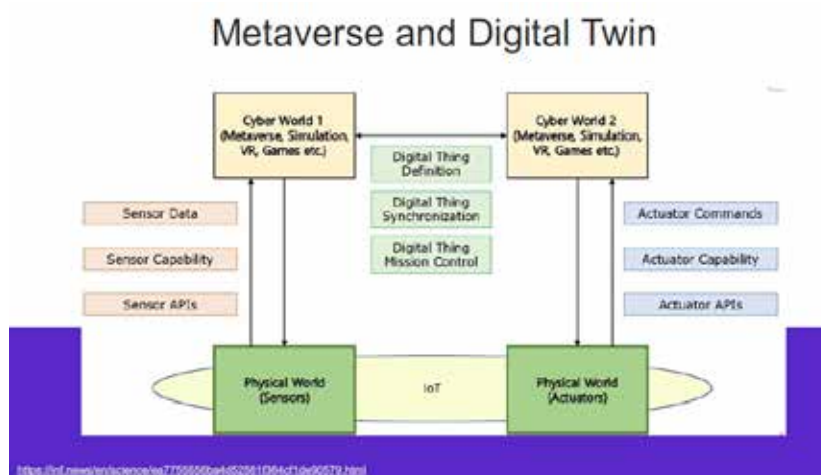 Metaverse and Digital Twin
Cyber World 1
(Metaverse, Simulation,
VR, Games etc.)
Cyber World 2
(Metaverse, Simulation,
VR, Games etc.)
Digital Thing
Definition
Digital Thing
Synchronization
Digital Thing
Mission Control
Sensor Data
Sensor Capability
Sensor APIs
Actuator Commands
Actuator Capability
Actuator APIs
Physical World
(Sensors)
IoT
Physical World
(Actuators)